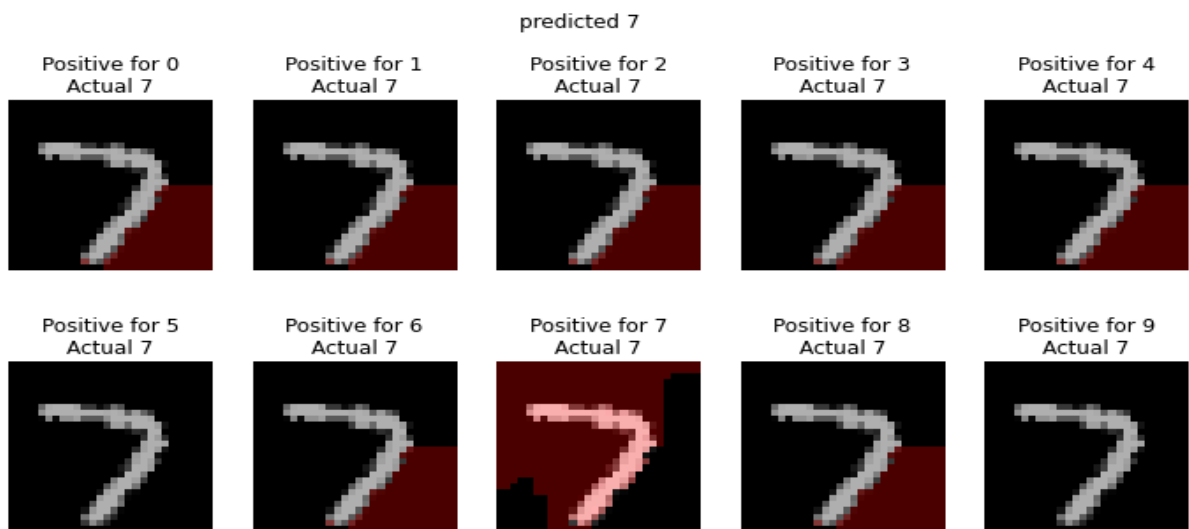 predicted 7
Positive for 0
Actual 7
Positive for 1
Actual 7
Positive for 2
Actual 7
Positive for 3
Actual 7
Positive for 4
Actual 7
Positive for 5
Actual 7
Positive for 6
Actual 7
Positive for 7
Actual 7
Positive for 8
Actual 7
Positive for 9
Actual 7